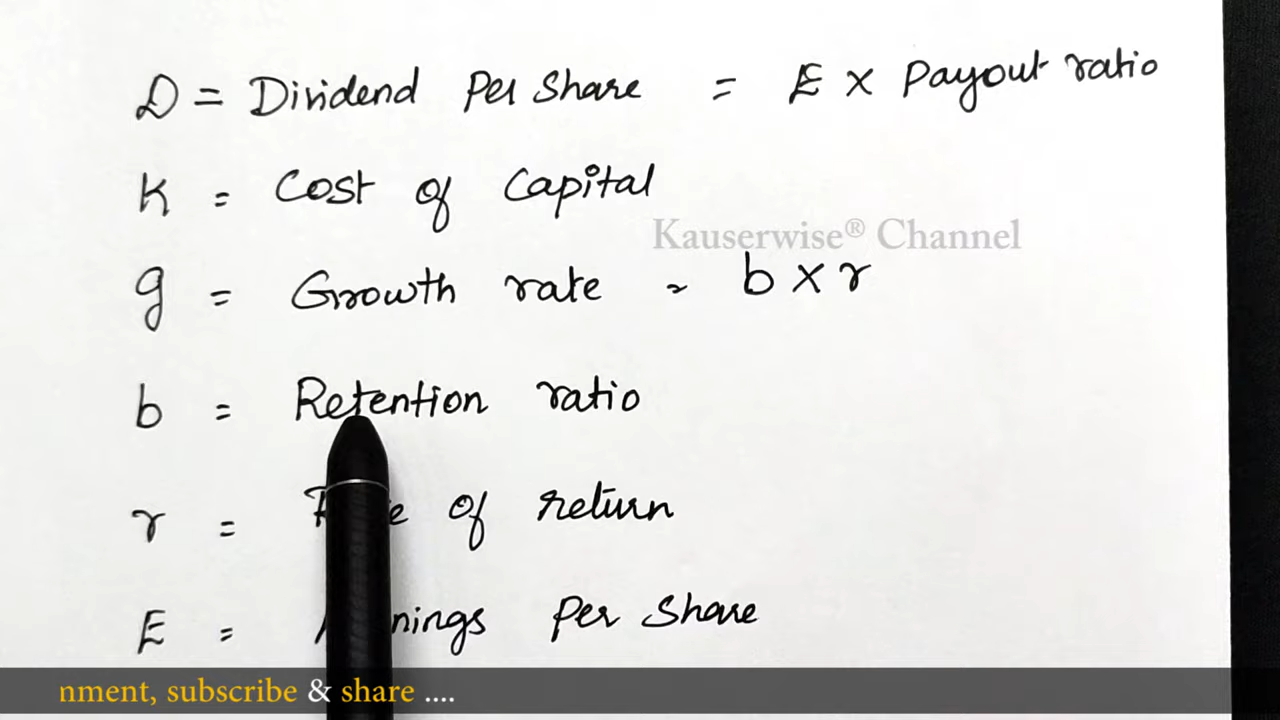 D = Dividend Per Share = E × Payout ratio
K = Cost of Capital
Kauserwise® Channel
g = Growth rate = b × r
b = Retention ratio
r = of return
E = Per Share
nment, subscribe & share ....